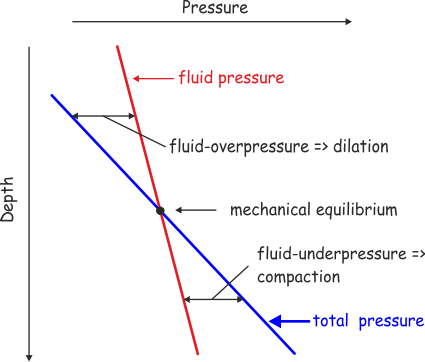 Pressure
fluid pressure
fluid-overpressure => dilation
Depth
mechanical equilibrium
fluid-underpressure =>
compaction
total pressure